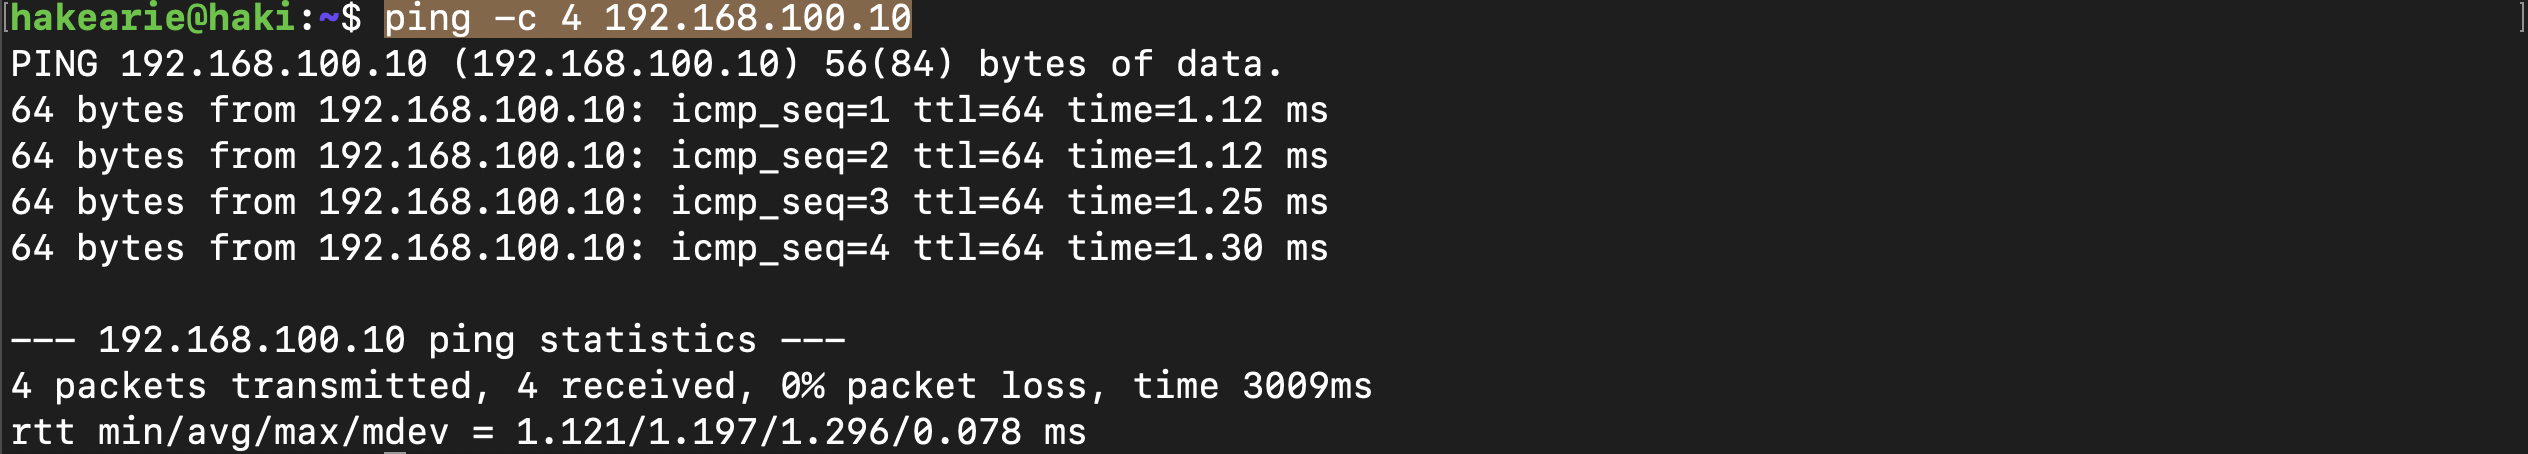 [hakearie@haki:~$ ping -c 4 192.168.100.10 ]
PING 192.168.100.10 (192.168.100.10) 56(84) bytes of data.
64 bytes from 192.168.100.10: icmp_seq=1 ttl=64 time=1.12 ms
64 bytes from 192.168.100.10: icmp_seq=2 ttl=64 time=1.12 ms
64 bytes from 192.168.100.10: icmp_seq=3 ttl=64 time=1.25 ms
64 bytes from 192.168.100.10: icmp_seq=4 ttl=64 time=1.30 ms
--- 192.168.100.10 ping statistics ---
4 packets transmitted, 4 received, 0% packet loss, time 3009ms
rtt min/avg/max/mdev = 1.121/1.197/1.296/0.078 ms